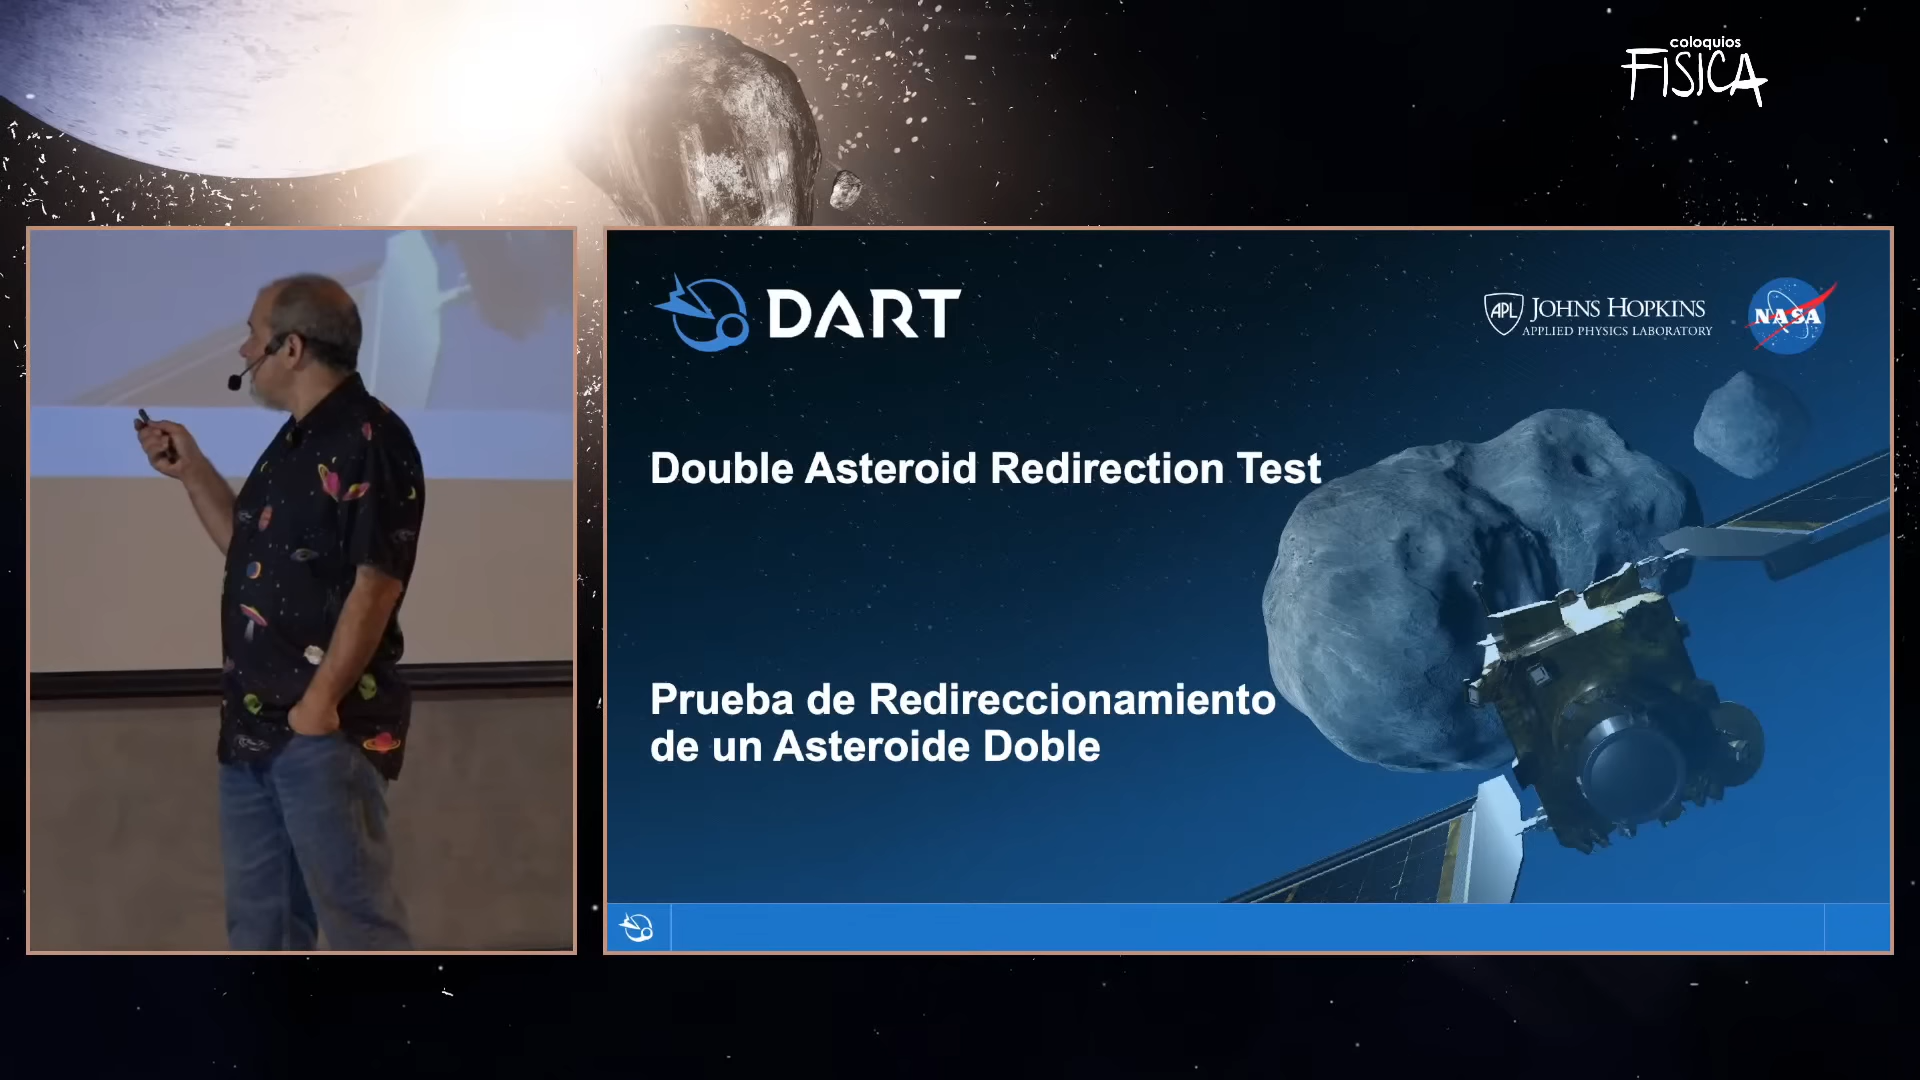 coloquios
FISICA
DART
APL
JOHNS HOPKINS
APPLIED PHYSICS LABORATORY
NASA
Double Asteroid Redirection Test
Prueba de Redireccionamiento
de un Asteroide Doble